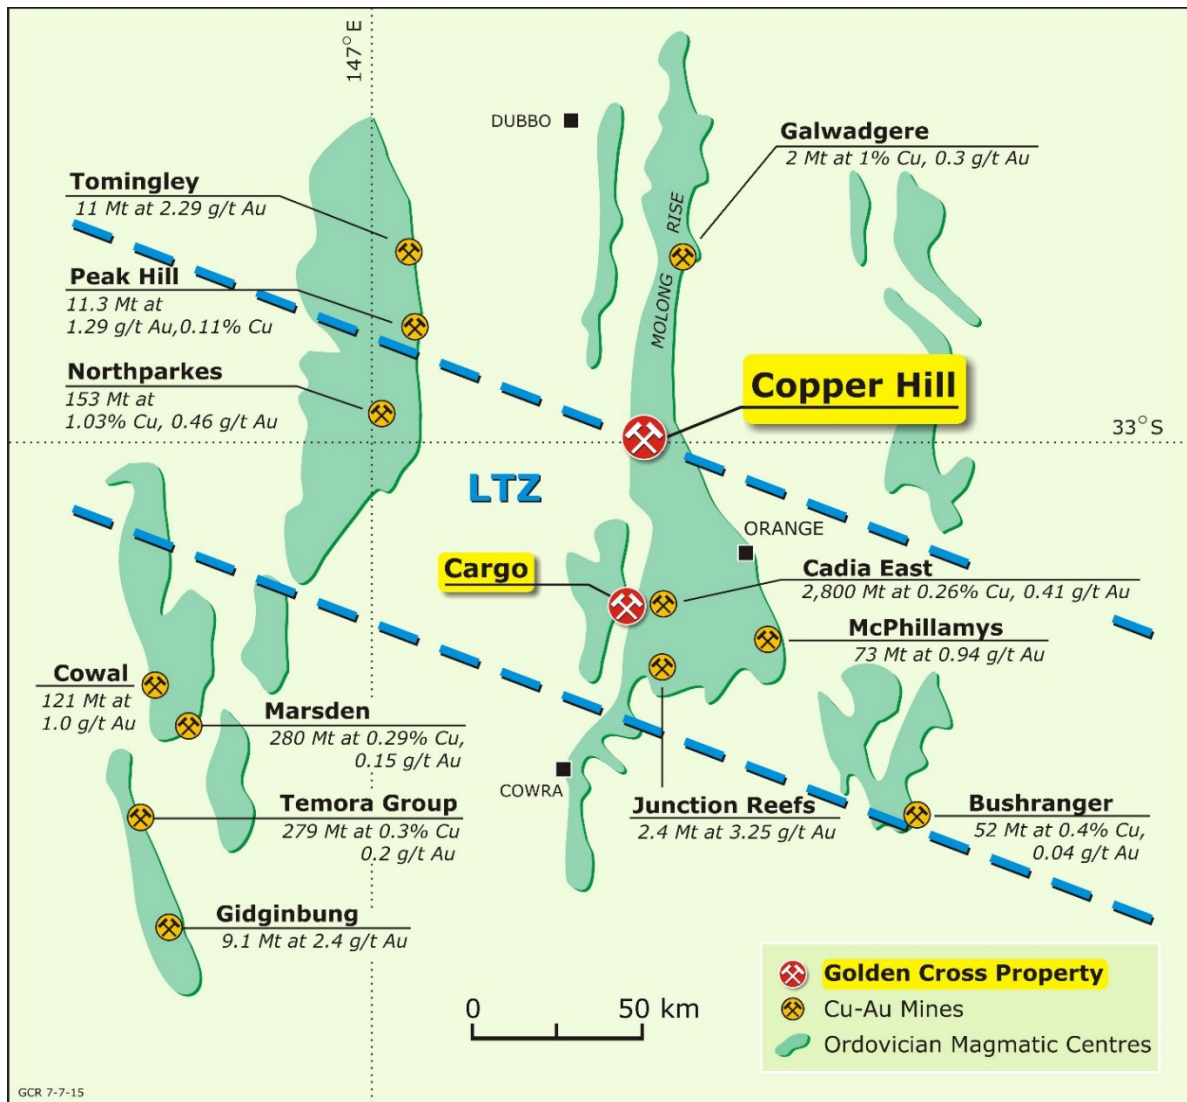 147°E
DUBBO
Galwadgere
2 Mt at 1% Cu, 0.3 g/t Au
Tomingley
11 Mt at 2.29 g/t Au
MOLONG RISE
Peak Hill
11.3 Mt at
1.29 g/t Au,0.11% Cu
Northparkes
153 Mt at
1.03% Cu, 0.46 g/t Au
Copper Hill
33°S
LTZ
ORANGE
Cargo
Cadia East
2,800 Mt at 0.26% Cu, 0.41 g/t Au
McPhillamys
73 Mt at 0.94 g/t Au
Cowal
121 Mt at
1.0 g/t Au
Marsden
280 Mt at 0.29% Cu,
0.15 g/t Au
COWRA
Temora Group
279 Mt at 0.3% Cu
0.2 g/t Au
Junction Reefs
2.4 Mt at 3.25 g/t Au
Bushranger
52 Mt at 0.4% Cu,
0.04 g/t Au
Gidginbung
9.1 Mt at 2.4 g/t Au
0 50 km
Golden Cross Property
Cu-Au Mines
Ordovician Magmatic Centres
GCR 7-7-15